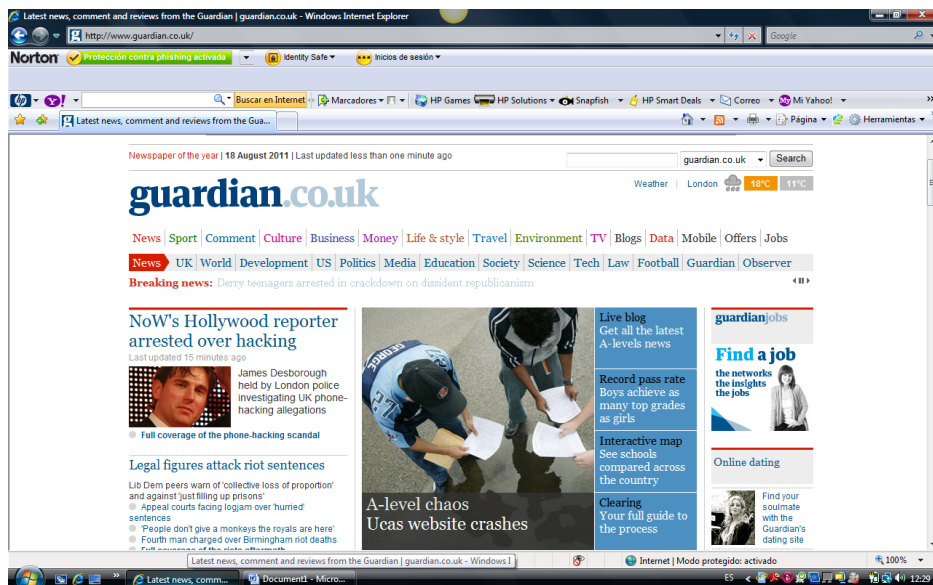 Latest news, comment and reviews from the Guardian | guardian.co.uk - Windows Internet Explorer
http://www.guardian.co.uk/
Google
Norton
Protección contra phishing activada
Identity Safe
Inicios de sesión
hp
Y!
Buscar en Internet
Marcadores
HP Games
HP Solutions
Snapfish
HP Smart Deals
Correo
Mi Yahoo!
Latest news, comment and reviews from the Gua...
Página
Herramientas
Newspaper of the year | 18 August 2011 | Last updated less than one minute ago
guardian.co.uk
Search
guardian.co.uk
Weather | London
18°C
11°C
News Sport Comment Culture Business Money Life & style Travel Environment TV Blogs Data Mobile Offers Jobs
News UK World Development US Politics Media Education Society Science Tech Law Football Guardian Observer
Breaking news: Derry teenagers arrested in crackdown on dissident republicanism
NoW's Hollywood reporter
arrested over hacking
Last updated 15 minutes ago
James Desborough
held by London police
investigating UK phone-
hacking allegations
Full coverage of the phone-hacking scandal
Legal figures attack riot sentences
Lib Dem peers warn of 'collective loss of proportion'
and against 'just filling up prisons'
Appeal courts facing logjam over 'hurried'
sentences
'People don't give a monkeys the royals are here'
Fourth man charged over Birmingham riot deaths
Full coverage of the riots aftermath
GEORGE
27
A-level chaos
Ucas website crashes
Live blog
Get all the latest
A-levels news
Record pass rate
Boys achieve as
many top grades
as girls
Interactive map
See schools
compared across
the country
Clearing
Your full guide to
the process
guardianjobs
Find a job
the networks
the insights
the jobs
Online dating
Find your
soulmate
with the
Guardian's
dating site
Latest news, comment and reviews from the Guardian | guardian.co.uk - Windows I
Internet | Modo protegido: activado
100%
Latest news, comm...
Document1 - Micro...
ES
12:29